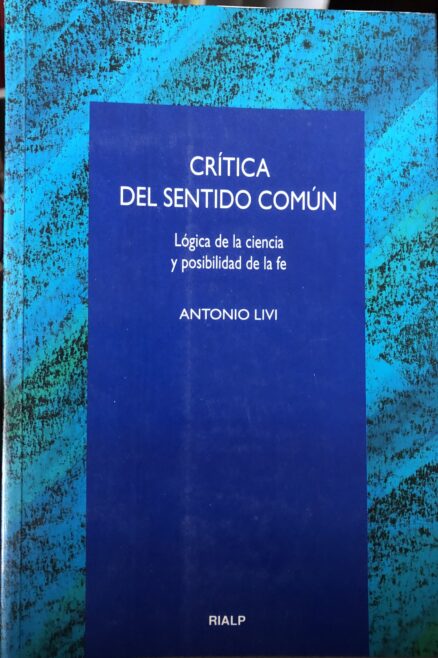 CRÍTICA
DEL SENTIDO COMÚN
Lógica de la ciencia
y posibilidad de la fe
ANTONIO LIVI
RIALP